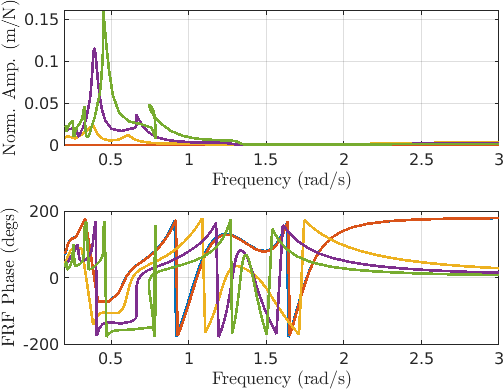 Norm. Amp. (m/N)
0.15
0.1
0.05
0
0.5 1 1.5 2 2.5 3
Frequency (rad/s)
FRF Phase (degs)
200
0
-200
0.5 1 1.5 2 2.5 3
Frequency (rad/s)